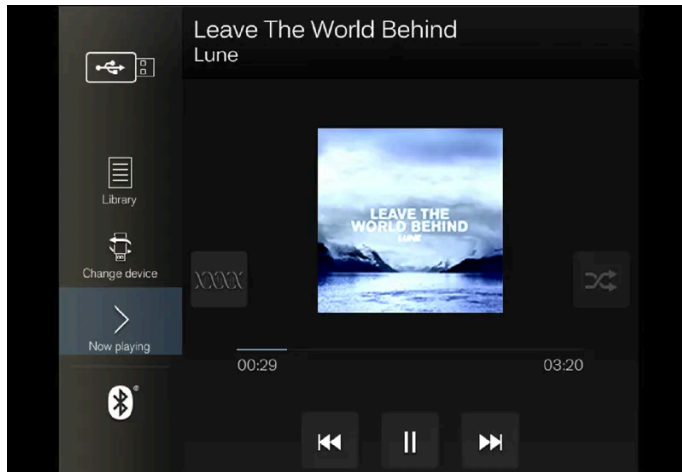 Leave The World Behind
Lune
Library
Change device
Now playing
LEAVE THE
WORLD BEHIND
LUNE
XXXX
00:29
03:20